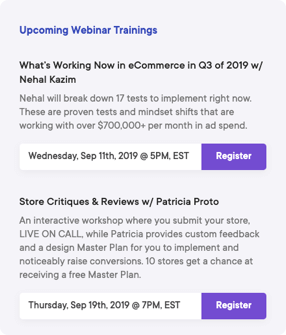 Upcoming Webinar Trainings
What's Working Now in eCommerce in Q3 of 2019 w/
Nehal Kazim
Nehal will break down 17 tests to implement right now.
These are proven tests and mindset shifts that are
working with over $700,000+ per month in ad spend.
Wednesday, Sep 11th, 2019 @ 5PM, EST Register
Store Critiques & Reviews w/ Patricia Proto
An interactive workshop where you submit your store,
LIVE ON CALL, while Patricia provides custom feedback
and a design Master Plan for you to implement and
noticeably raise conversions. 10 stores get a chance at
receiving a free Master Plan.
Thursday, Sep 19th, 2019 @ 7PM, EST Register